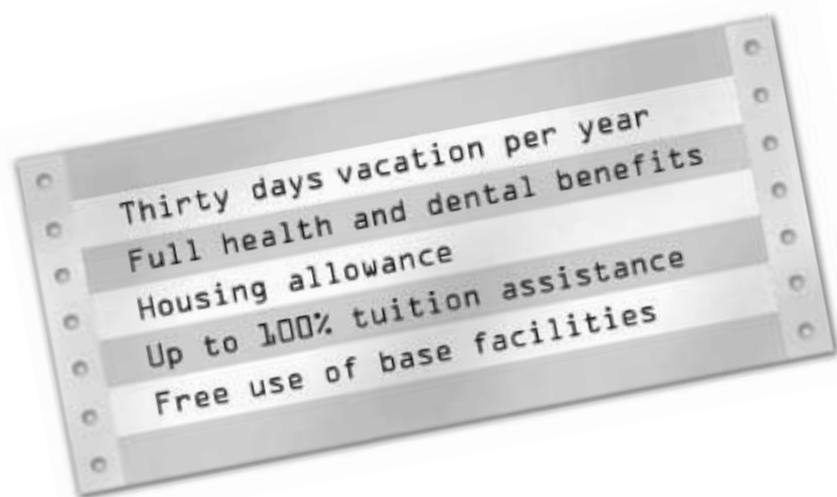 Thirty days vacation per year
Full health and dental benefits
Housing allowance
Up to 100% tuition assistance
Free use of base facilities